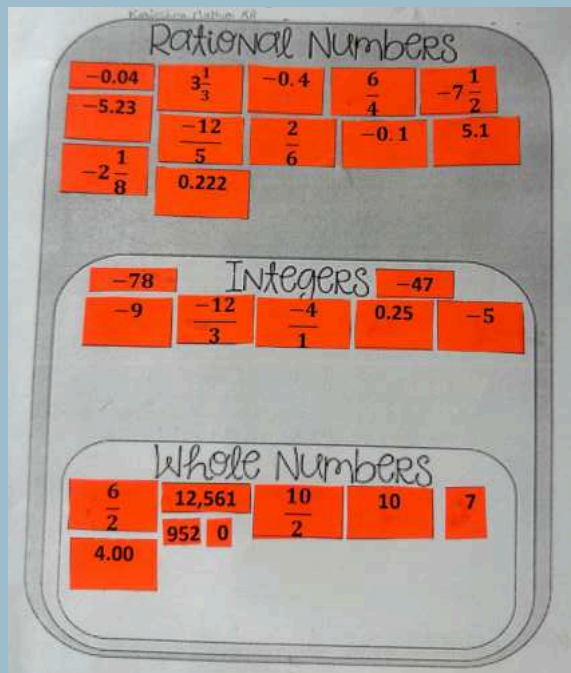 Rational Numbers
-0.04 3 1/3 -0.4 6/4 -7 1/2
-5.23 -12/5 2/6 -0.1 5.1
-2 1/8 0.222
Integers
-78 -47
-9 -12/3 -4/1 0.25 -5
Whole Numbers
6/2 12,561 10/2 10 7
952 0
4.00